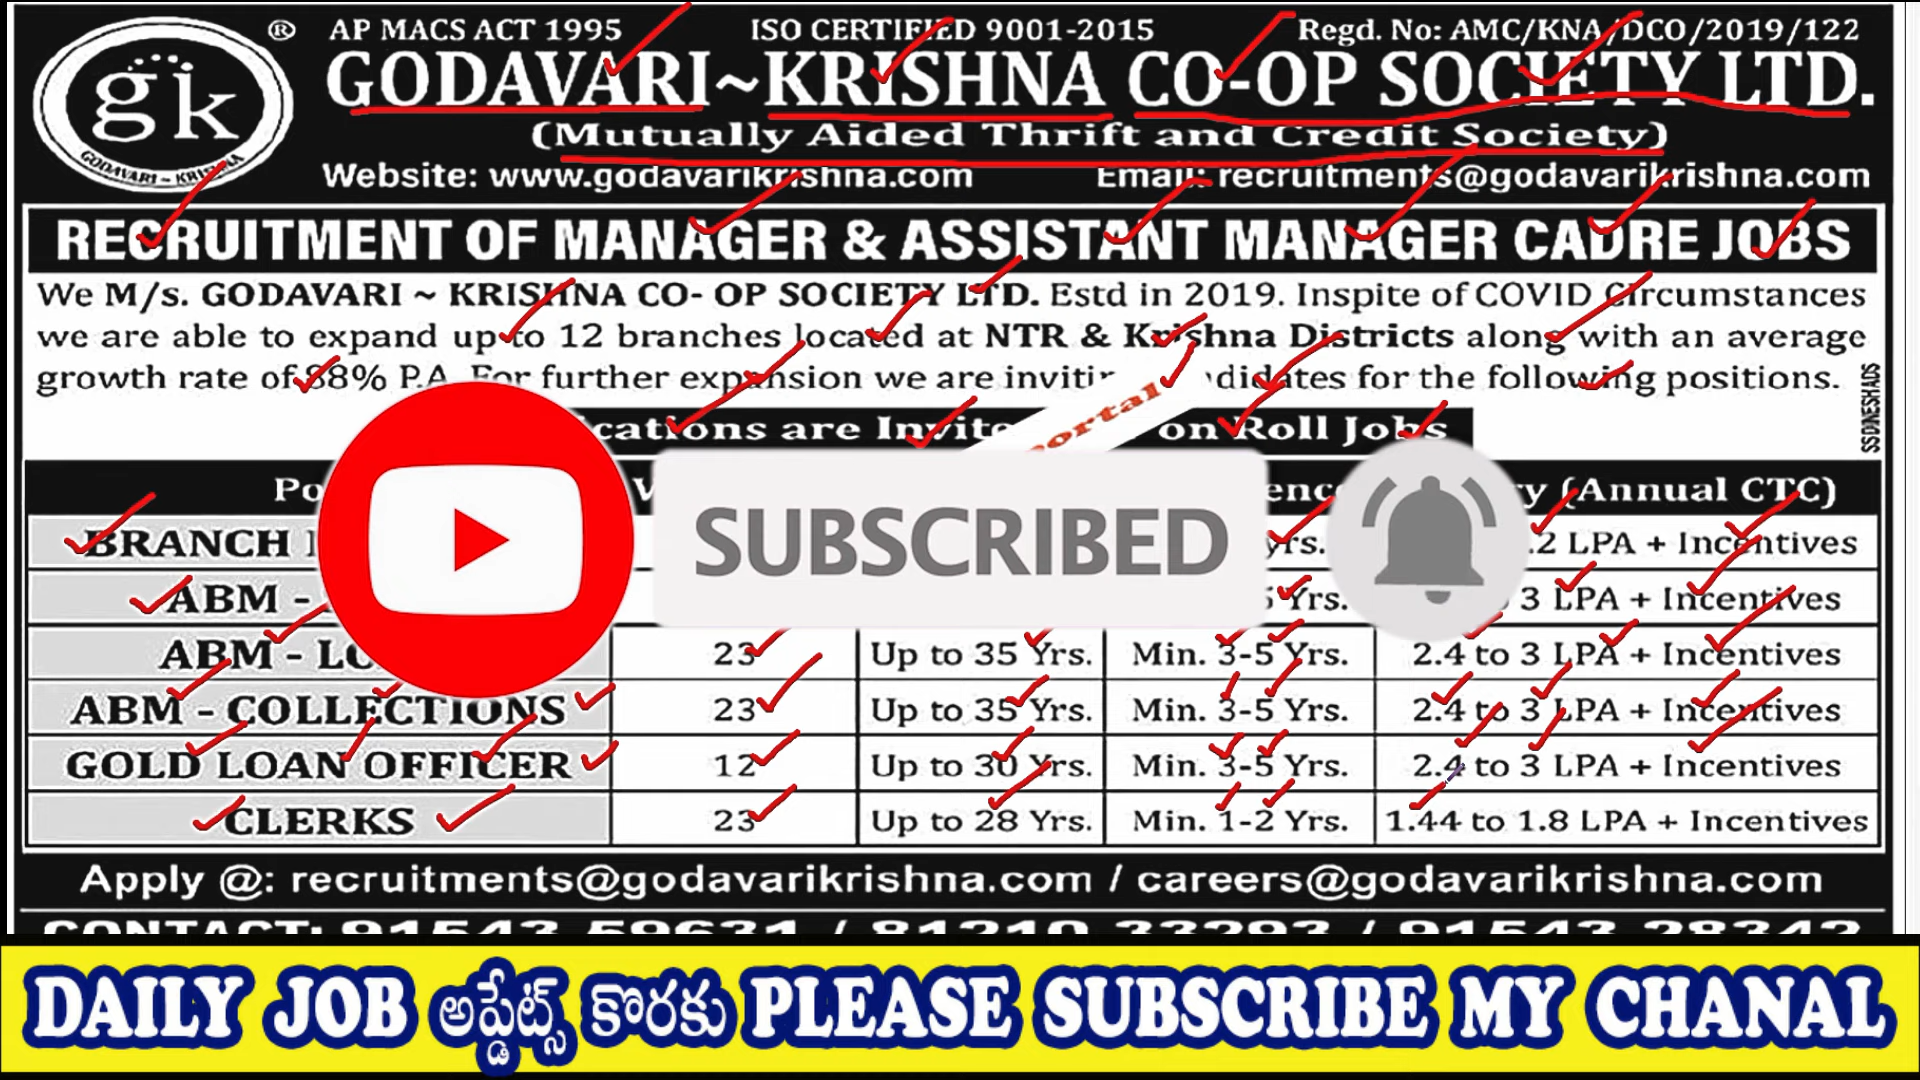 gk
GODAVARI ~ KRISHNA
®
AP MACS ACT 1995 ISO CERTIFIED 9001-2015 Regd. No: AMC/KNA/DCO/2019/122
GODAVARI~KRISHNA CO-OP SOCIETY LTD.
(Mutually Aided Thrift and Credit Society)
Website: www.godavarikrishna.com Email: recruitments@godavarikrishna.com
RECRUITMENT OF MANAGER & ASSISTANT MANAGER CADRE JOBS
We M/s. GODAVARI ~ KRISHNA CO- OP SOCIETY LTD. Estd in 2019. Inspite of COVID Circumstances
we are able to expand up to 12 branches located at NTR & Krishna Districts along with an average
growth rate of 88% P.A. For further expansion we are for the following positions.
are on Roll Jobs
portal
SSDINESH ADS
(Annual CTC)
BRANCH yrs. LPA + Incentives
ABM - Yrs. 3 LPA + Incentives
ABM - 23 Up to 35 Yrs. Min. 3-5 Yrs. 2.4 to 3 LPA + Incentives
ABM - COLLECTIONS 23 Up to 35 Yrs. Min. 3-5 Yrs. 2.4 to 3 LPA + Incentives
GOLD LOAN OFFICER 12 Up to 30 Yrs. Min. 3-5 Yrs. 2.4 to 3 LPA + Incentives
CLERKS 23 Up to 28 Yrs. Min. 1-2 Yrs. 1.44 to 1.8 LPA + Incentives
SUBSCRIBED
Apply @: recruitments@godavarikrishna.com / careers@godavarikrishna.com
CONTACT:
DAILY JOB అప్డేట్స్ కొరకు PLEASE SUBSCRIBE MY CHANAL